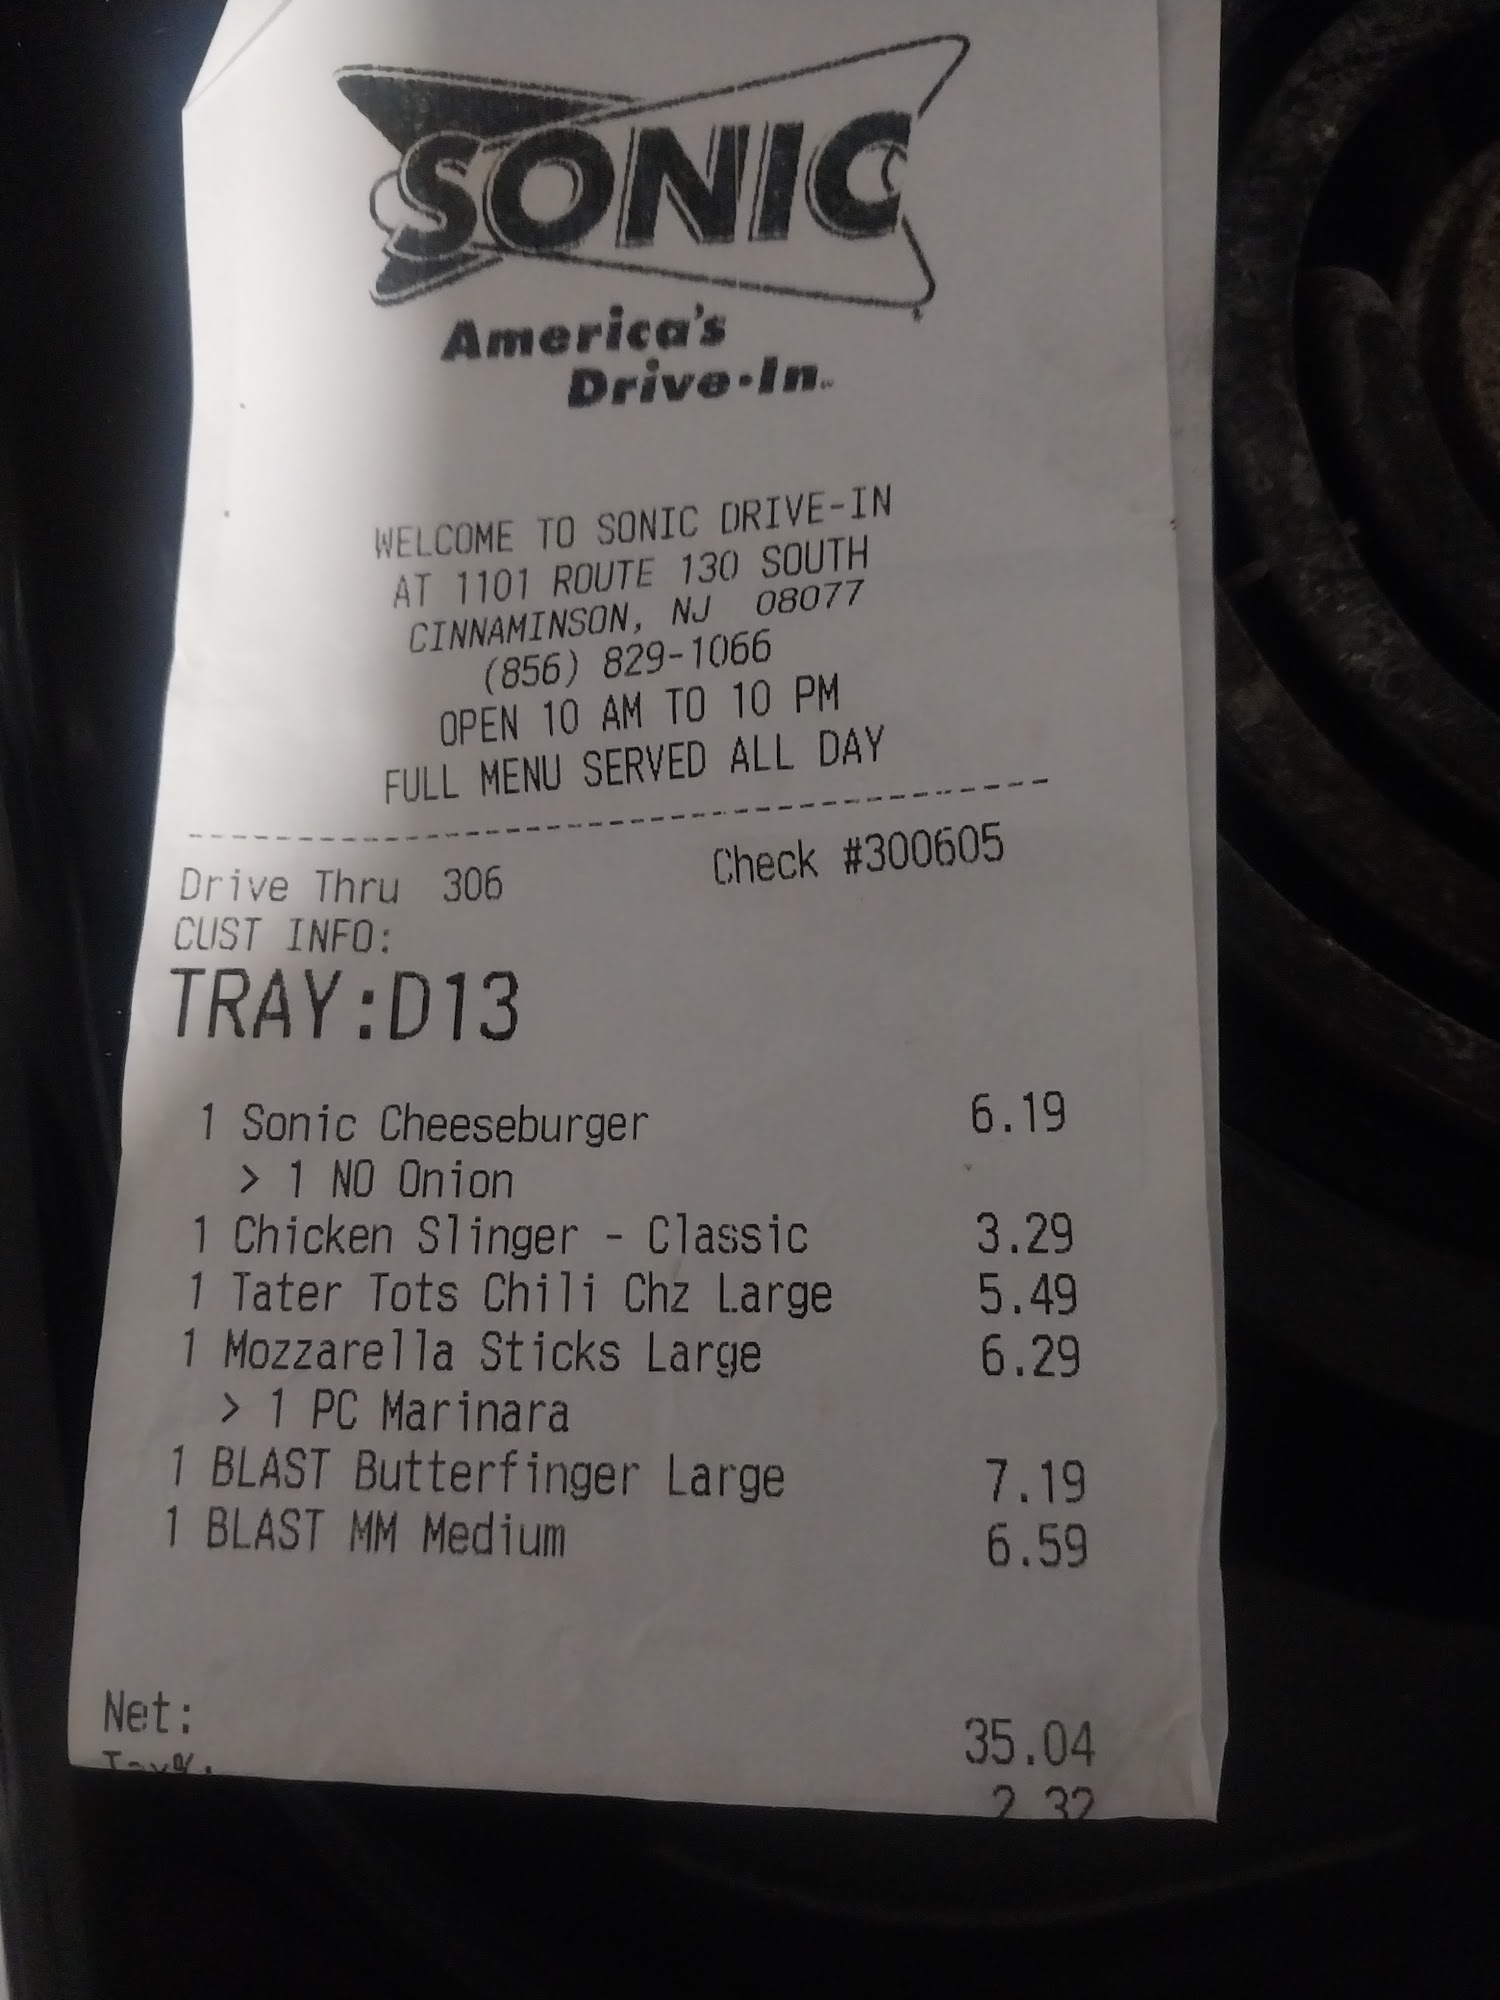 SONIC
America's
Drive-In
WELCOME TO SONIC DRIVE-IN
AT 1101 ROUTE 130 SOUTH
CINNAMINSON, NJ 08077
(856) 829-1066
OPEN 10 AM TO 10 PM
FULL MENU SERVED ALL DAY
Drive Thru 306 Check #300605
CUST INFO:
TRAY:D13
1 Sonic Cheeseburger 6.19
> 1 NO Onion
1 Chicken Slinger - Classic 3.29
1 Tater Tots Chili Chz Large 5.49
1 Mozzarella Sticks Large 6.29
> 1 PC Marinara
1 BLAST Butterfinger Large 7.19
1 BLAST MM Medium 6.59
Net: 35.04
2.32